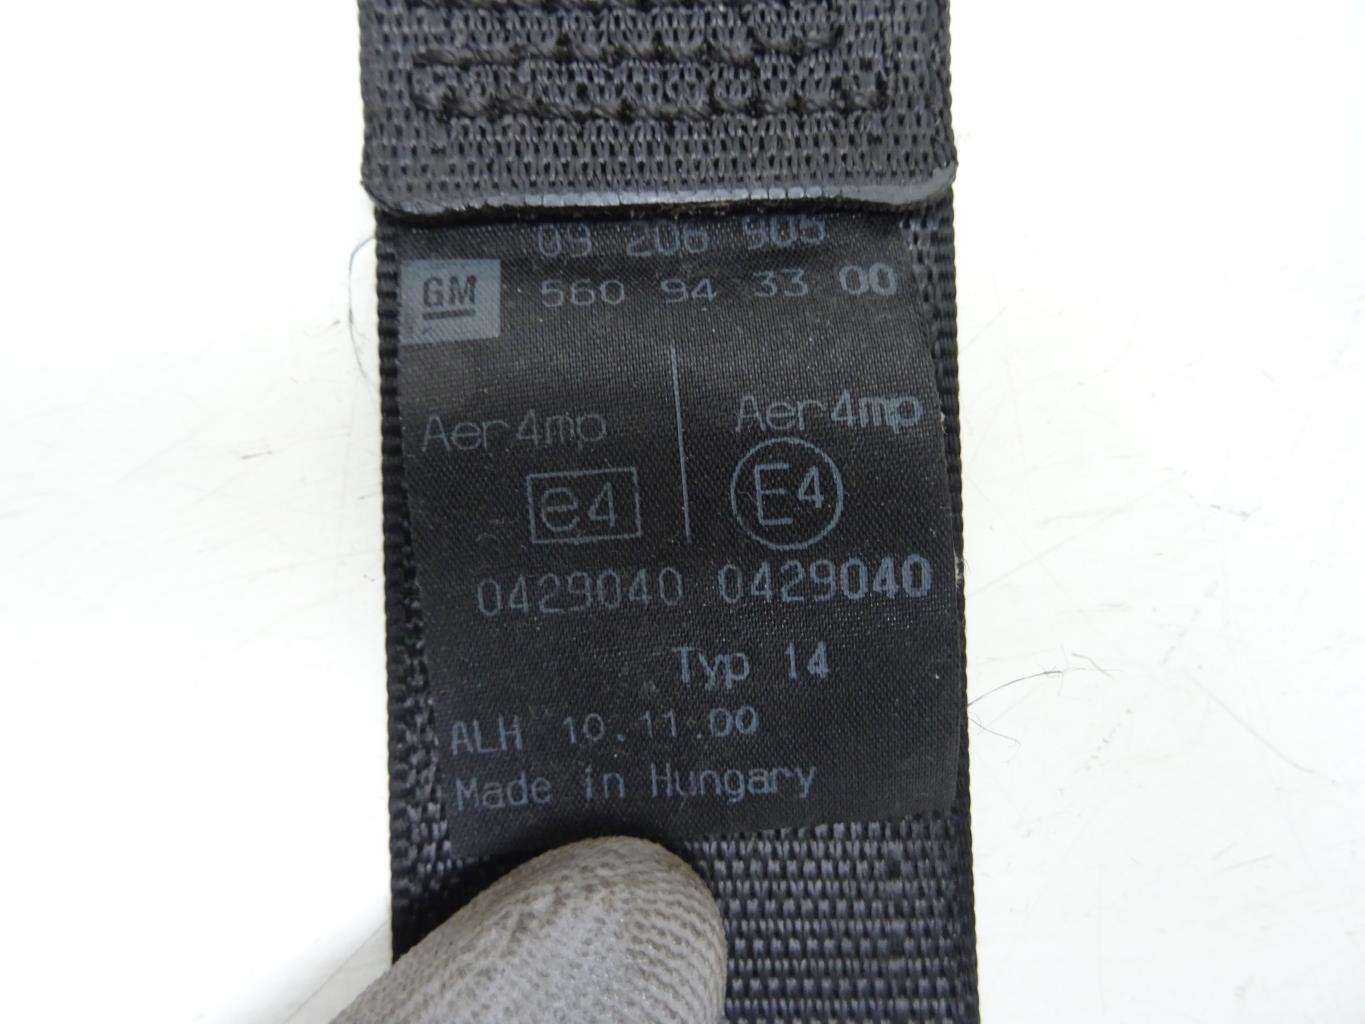 09 206 905
GM 560 94 33 00
Aer4mp Aer4mp
e4 E4
0429040 0429040
Typ 14
ALH 10.11.00
Made in Hungary